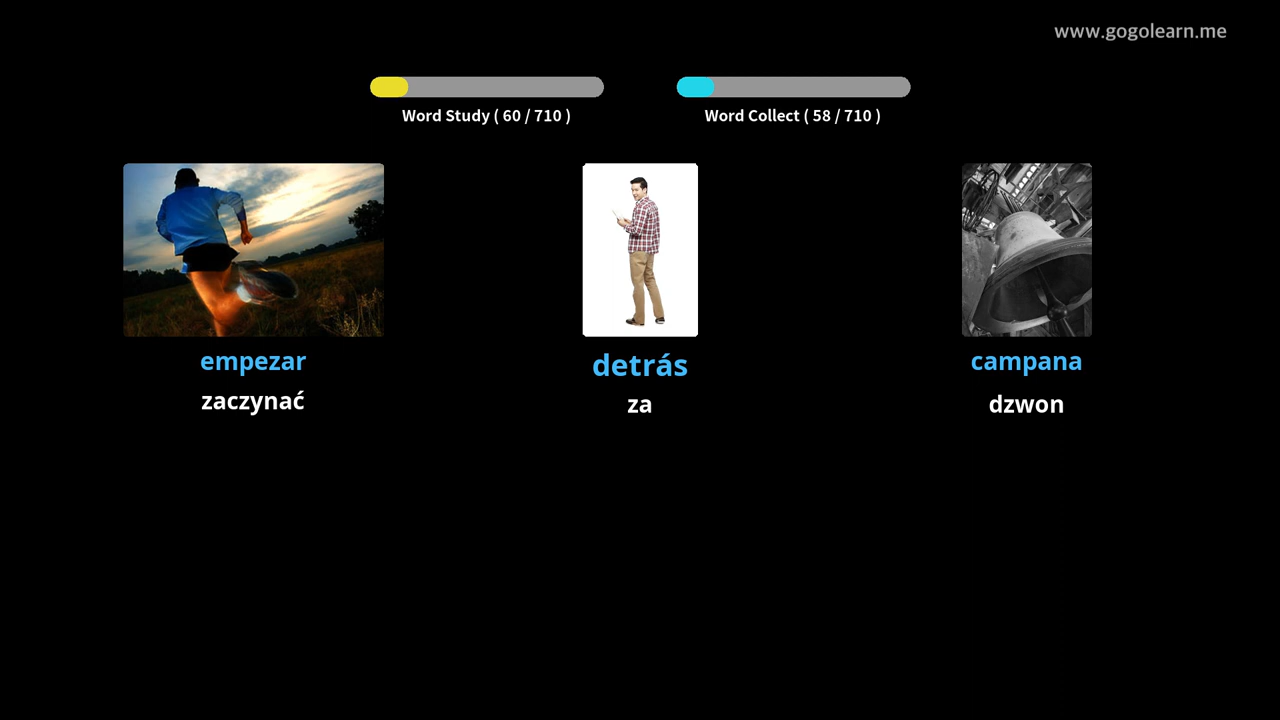 www.gogolearn.me
Word Study ( 60 / 710 )
Word Collect ( 58 / 710 )
empezar
zaczynać
detrás
za
campana
dzwon